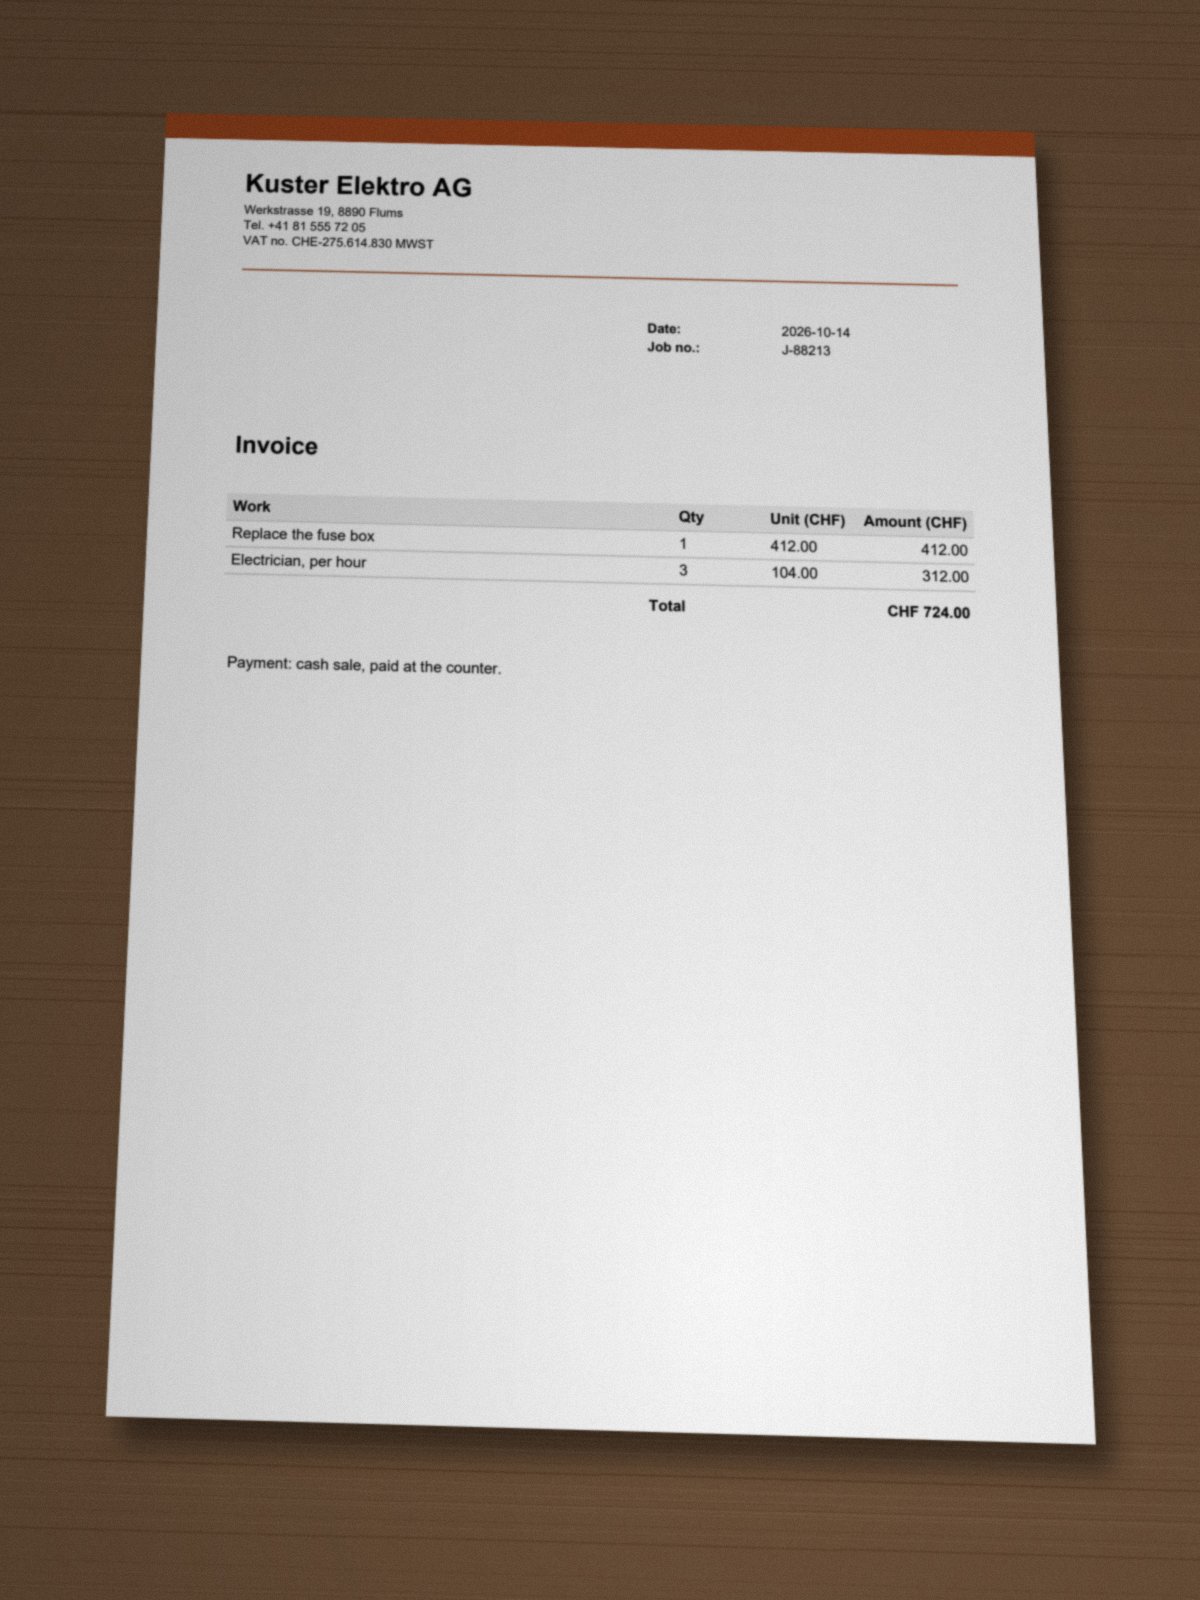 Kuster Elektro AG
Werkstrasse 19, 8890 Flums
Tel. +41 81 555 72 05
VAT no. CHE-275.614.830 MWST
Date: 2026-10-14
Job no.: J-88213
Invoice
Work Qty Unit (CHF) Amount (CHF)
Replace the fuse box 1 412.00 412.00
Electrician, per hour 3 104.00 312.00
Total CHF 724.00
Payment: cash sale, paid at the counter.